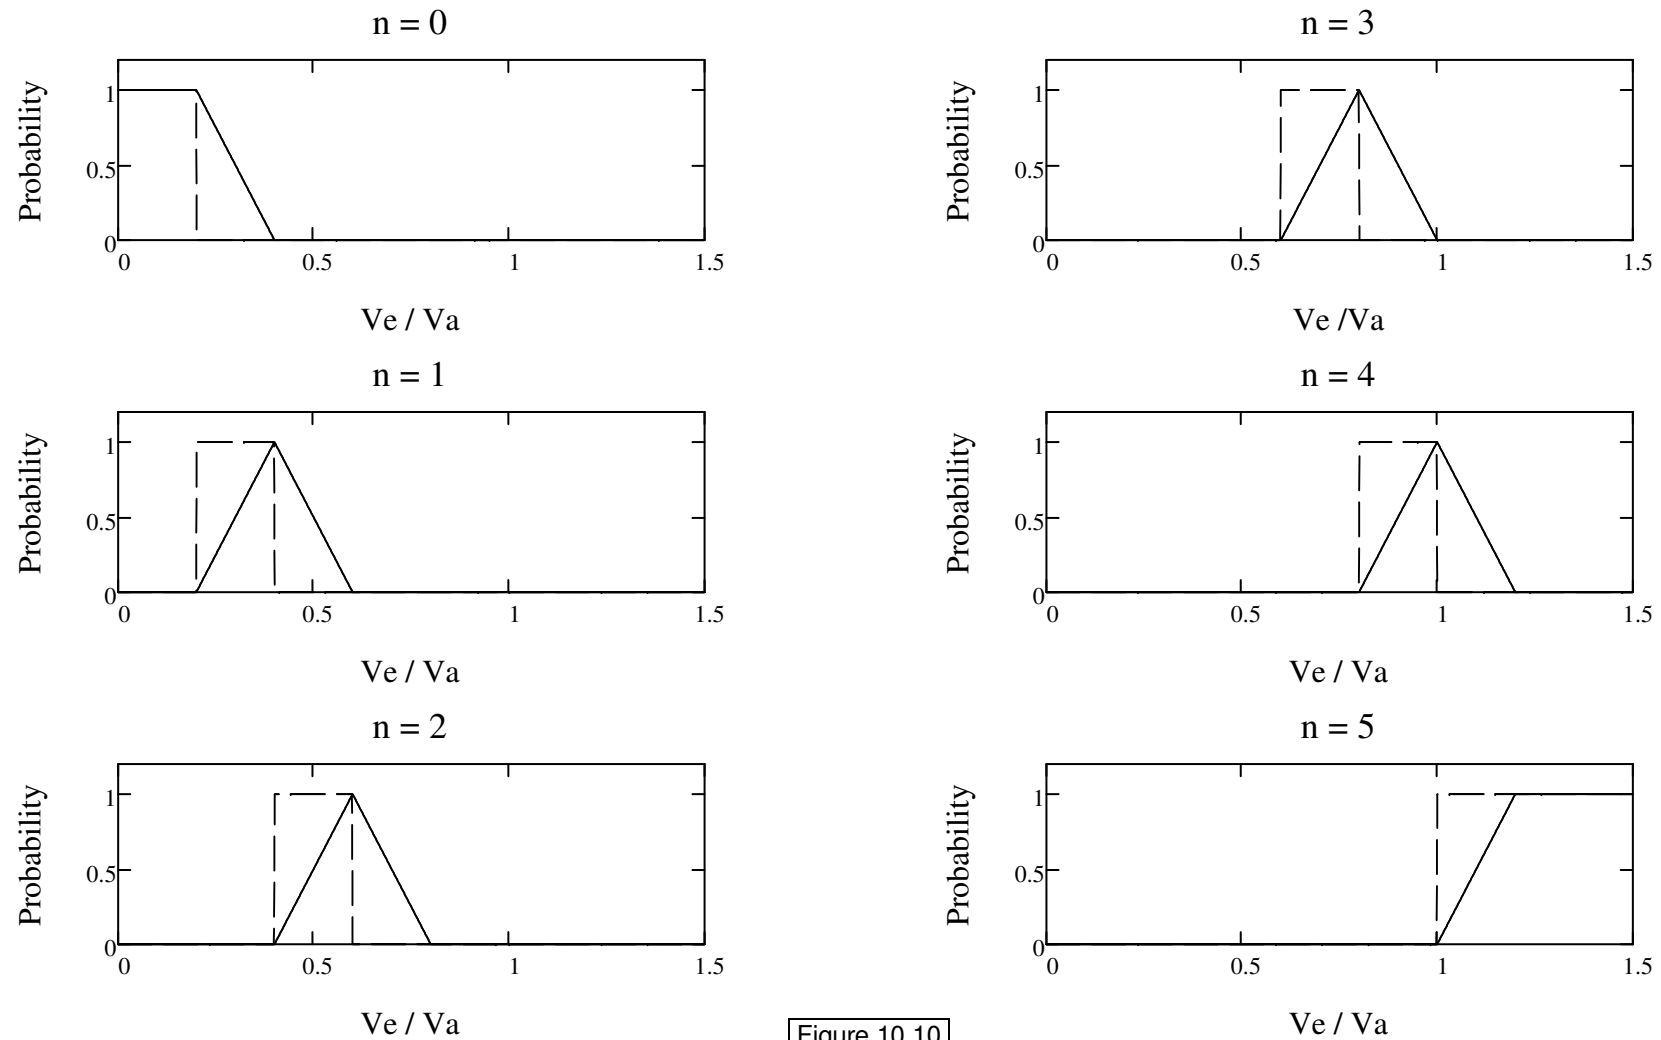 n = 0
Probability
1
0.5
0
0 0.5 1 1.5
Ve / Va
n = 3
Probability
1
0.5
0
0 0.5 1 1.5
Ve /Va
n = 1
Probability
1
0.5
0
0 0.5 1 1.5
Ve / Va
n = 4
Probability
1
0.5
0
0 0.5 1 1.5
Ve / Va
n = 2
Probability
1
0.5
0
0 0.5 1 1.5
Ve / Va
n = 5
Probability
1
0.5
0
0 0.5 1 1.5
Ve / Va
Figure 10.10